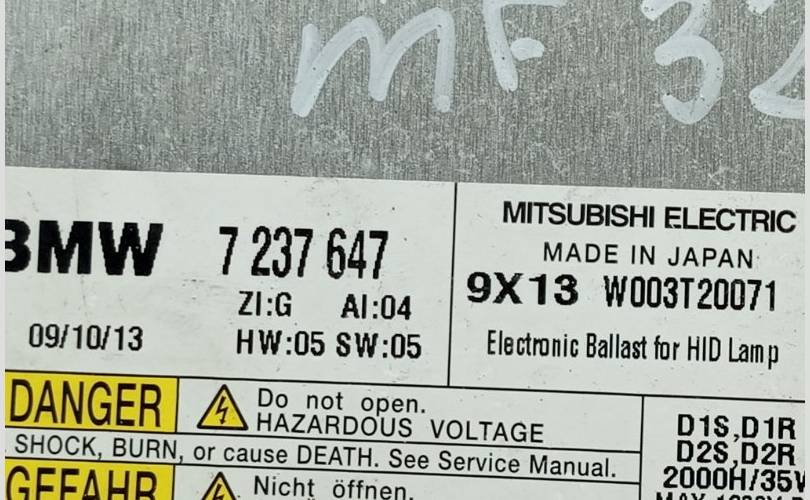 MF 32
BMW 7 237 647
ZI:G AI:04
09/10/13 HW:05 SW:05
MITSUBISHI ELECTRIC
MADE IN JAPAN
9X13 W003T20071
Electronic Ballast for HID Lamp
DANGER Do not open.
HAZARDOUS VOLTAGE
SHOCK, BURN, or cause DEATH. See Service Manual.
GEFAHR Nicht öffnen.
D1S,D1R
D2S,D2R
2000H/35V